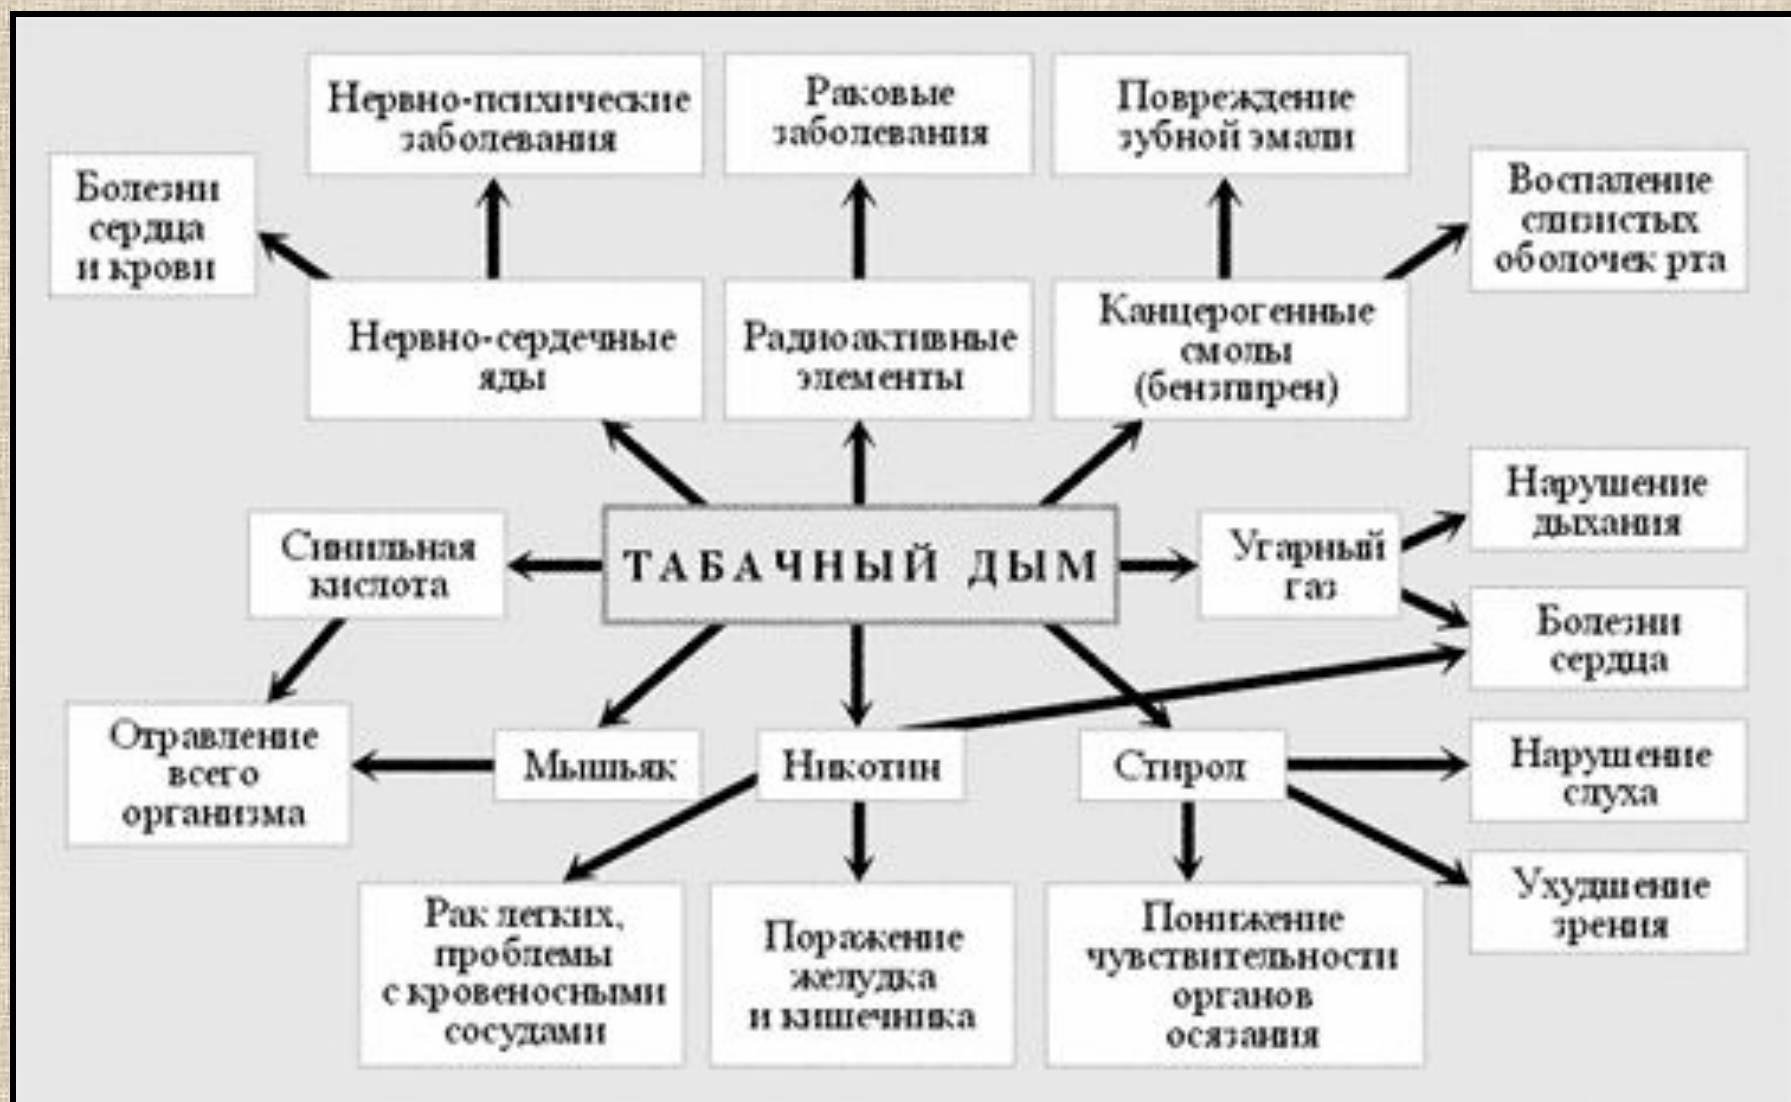 Нервно-психические
заболевания
Раковые
заболевания
Повреждение
зубной эмали
Болезни
сердца
и крови
Воспаление
слизистых
оболочек рта
Нервно-сердечные
яды
Радиоактивные
элементы
Канцерогенные
смолы
(бензпирен)
Нарушение
дыхания
Синильная
кислота
ТАБАЧНЫЙ ДЫМ
Угарный
газ
Болезни
сердца
Отравление
всего
организма
Мышьяк
Никотин
Стирол
Нарушение
слуха
Ухудшение
зрения
Рак легких,
проблемы
с кровеносными
сосудами
Поражение
желудка
и кишечника
Понижение
чувствительности
органов
осязания